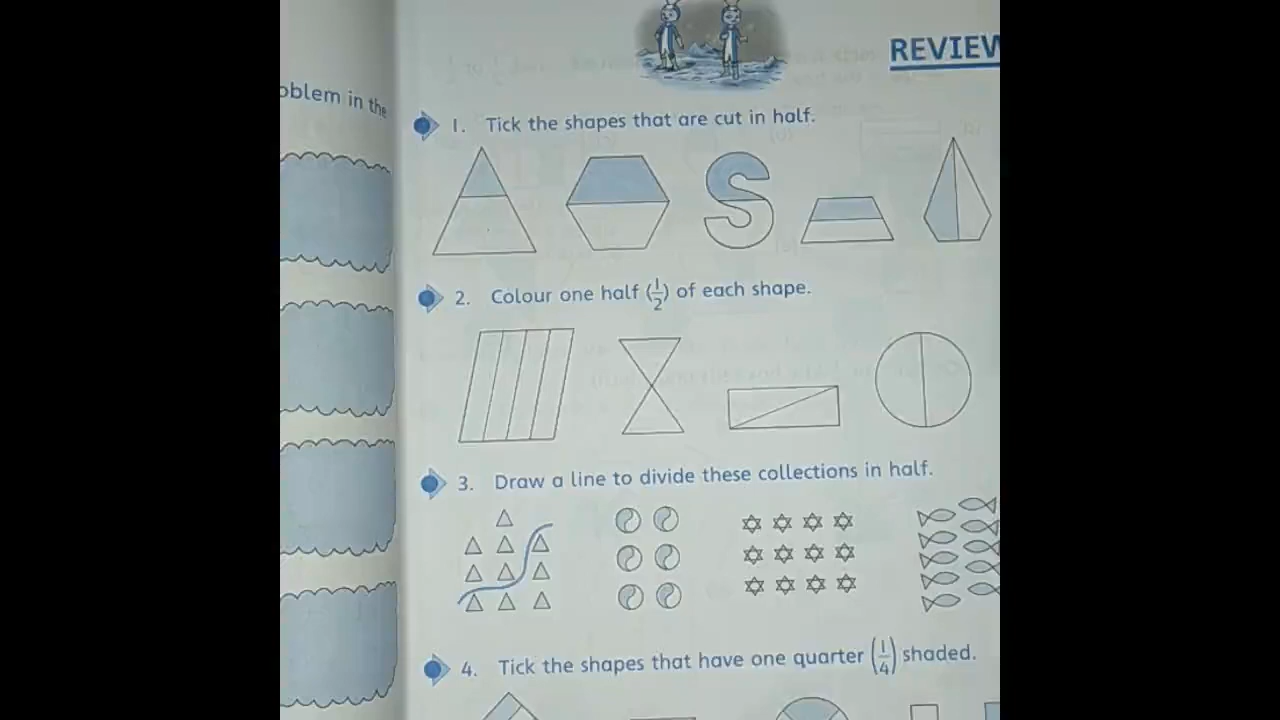 oblem in the
REVIEW
1. Tick the shapes that are cut in half.
2. Colour one half (1/2) of each shape.
3. Draw a line to divide these collections in half.
4. Tick the shapes that have one quarter (1/4) shaded.